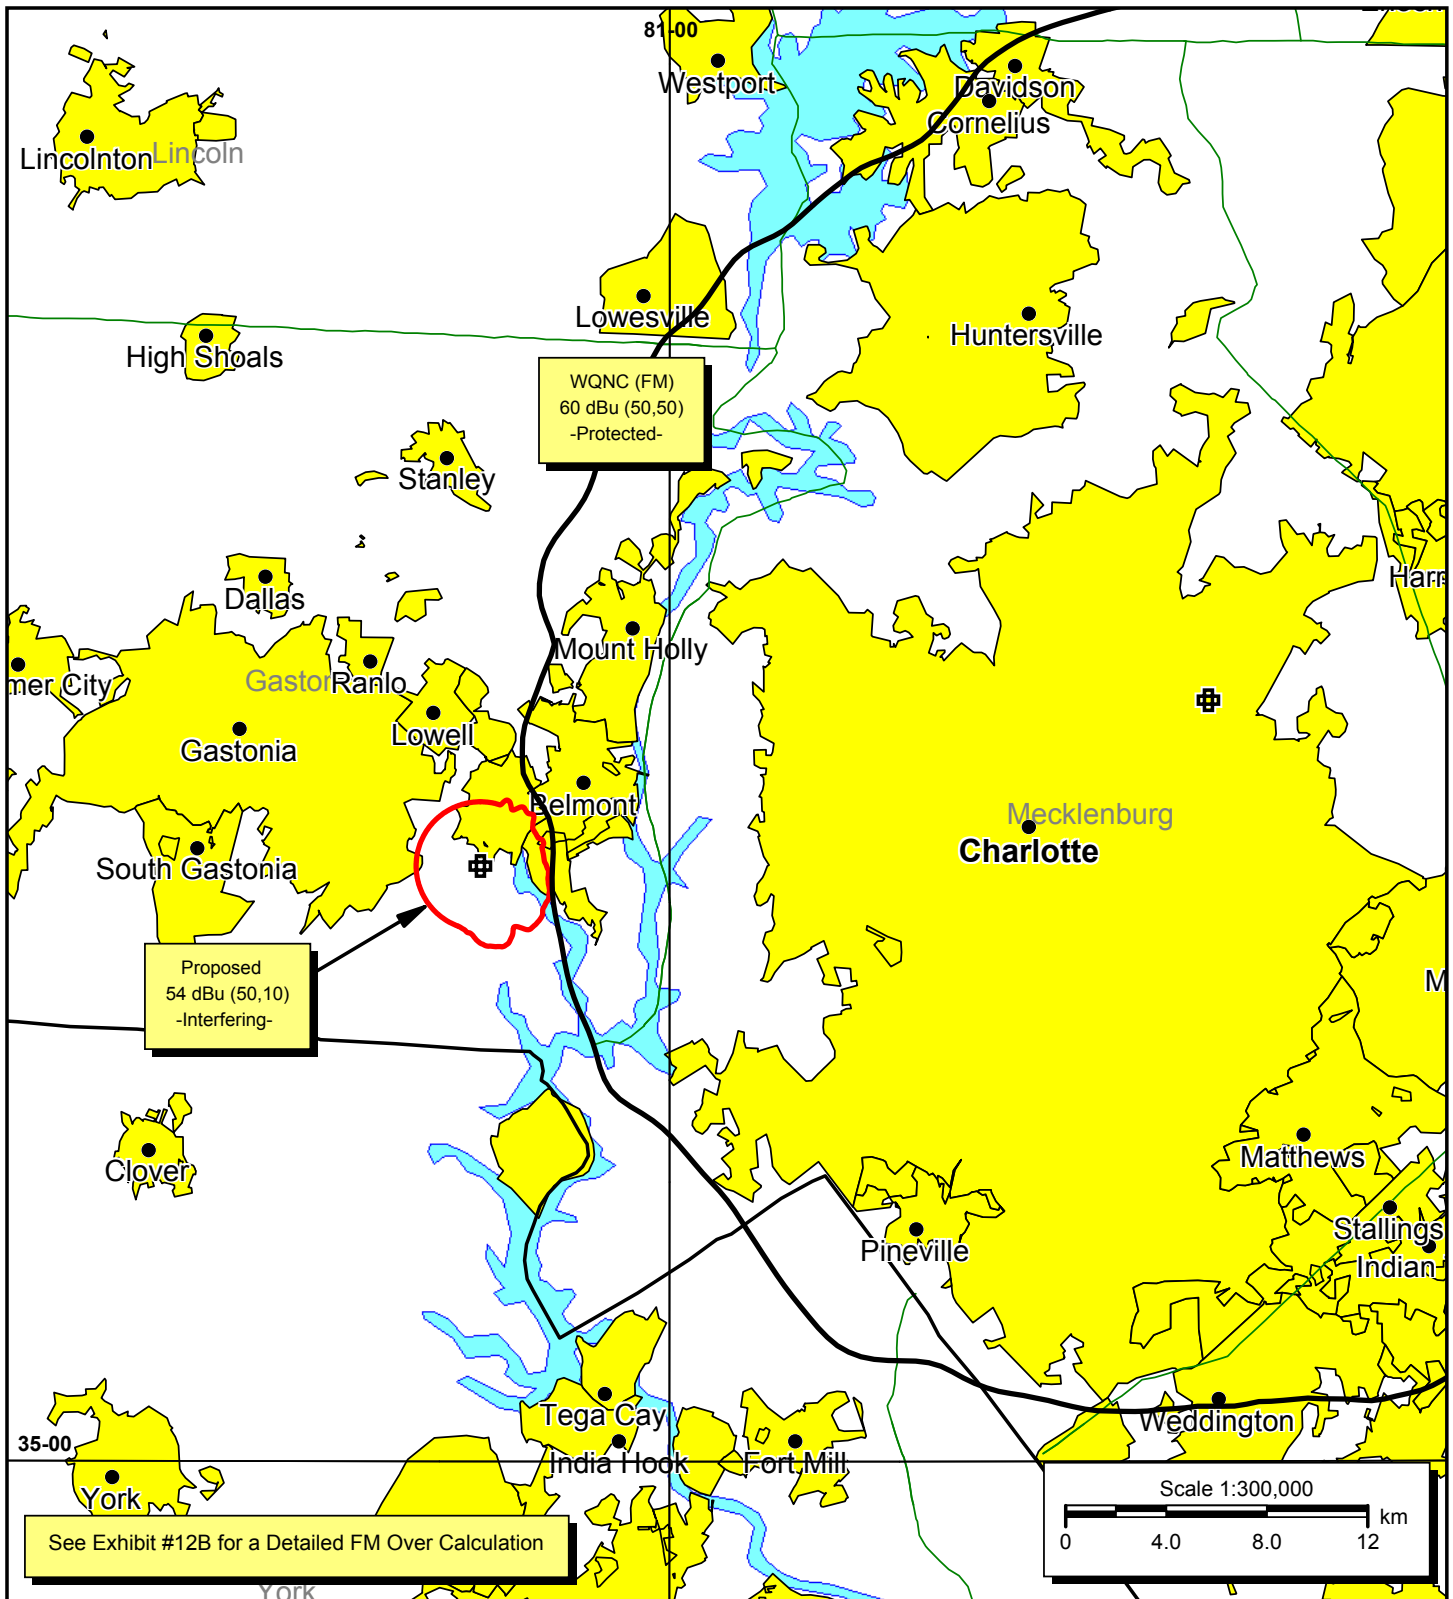 81-00
Westport
Davidson
Cornelius
Lincolnton
Lincoln
Lowesville
High Shoals
Huntersville
WQNC (FM)
60 dBu (50,50)
-Protected-
Stanley
Dallas
Harr
Mount Holly
mer City
Gaston
Ranlo
Lowell
Gastonia
Belmont
Mecklenburg
Charlotte
South Gastonia
Proposed
54 dBu (50,10)
-Interfering-
M
Clover
Matthews
Stallings
Pineville
Indian
Tega Cay
Weddington
35-00
India Hook
Fort Mill
York
Scale 1:300,000
km
0 4.0 8.0 12
See Exhibit #12B for a Detailed FM Over Calculation
York